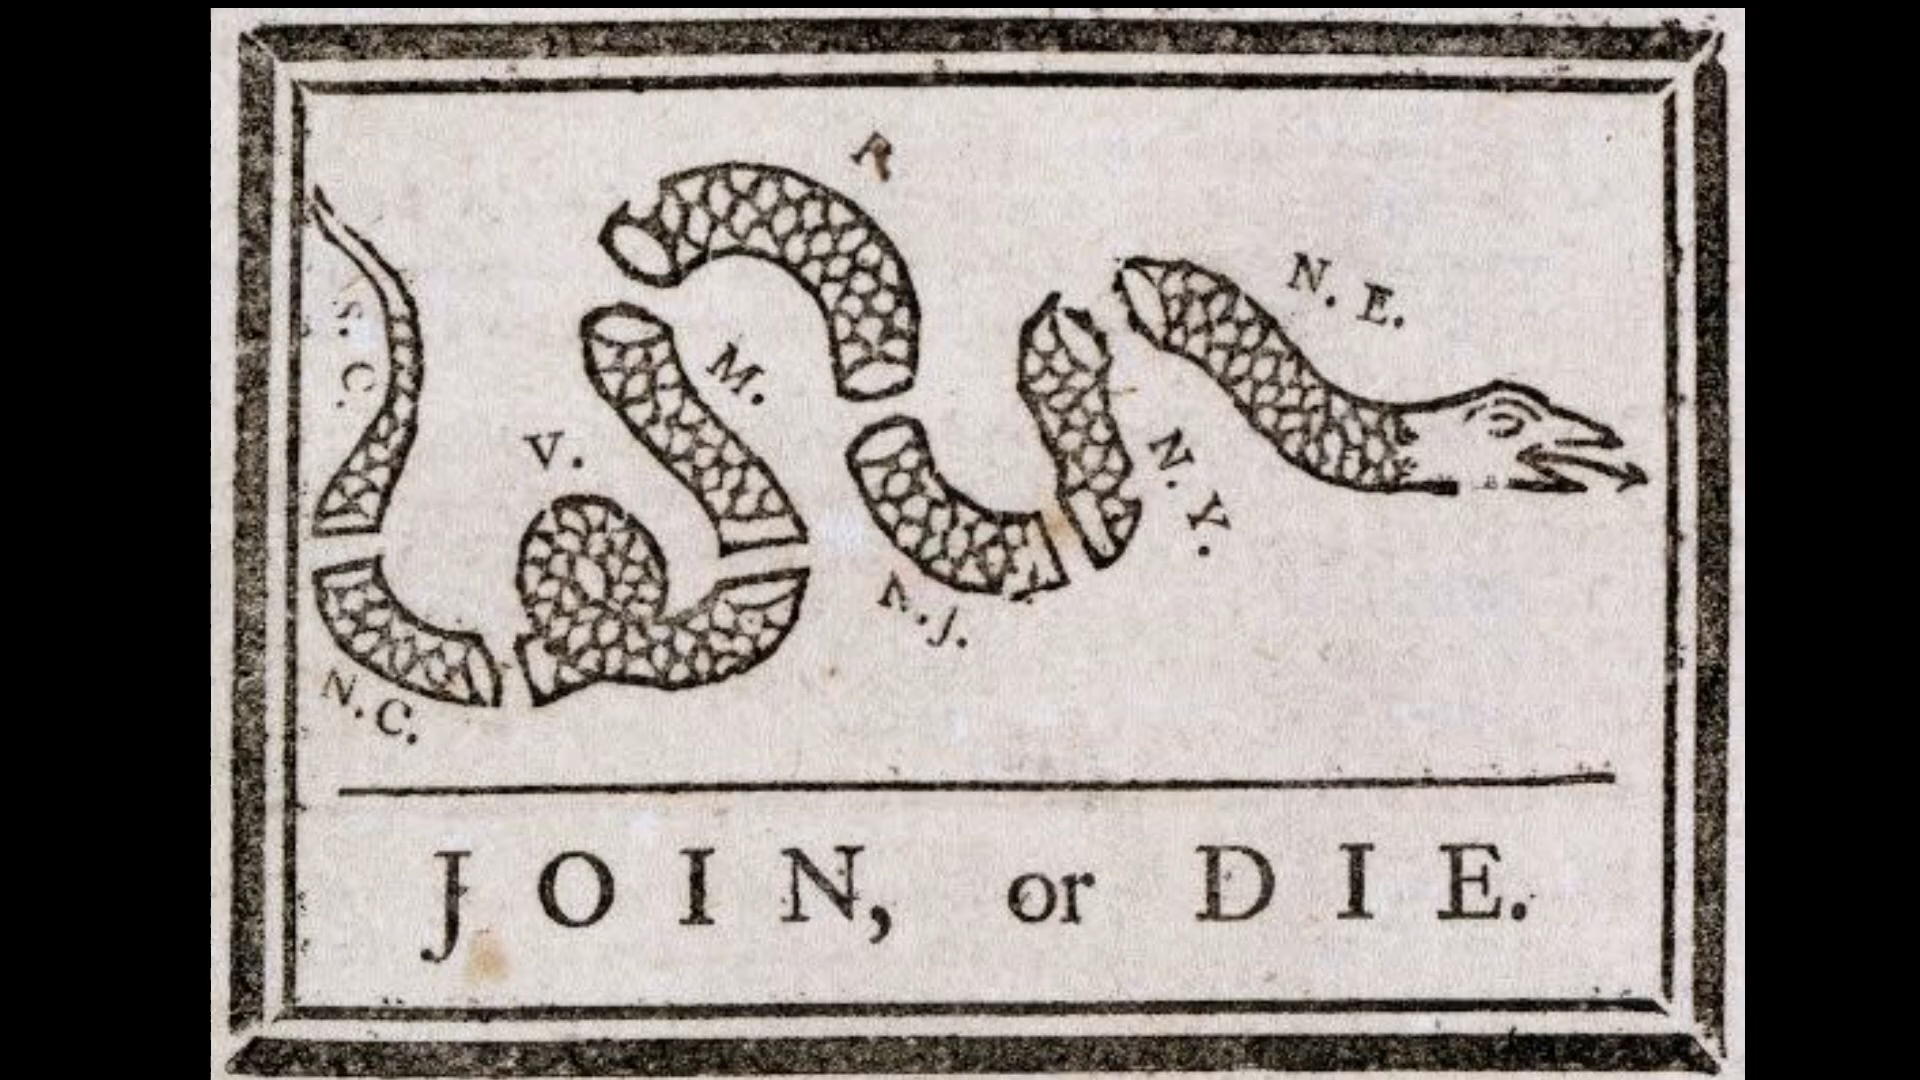 R
N. E.
S. C.
M.
V.
N. Y.
N. J.
N. C.
JOIN, or DIE.